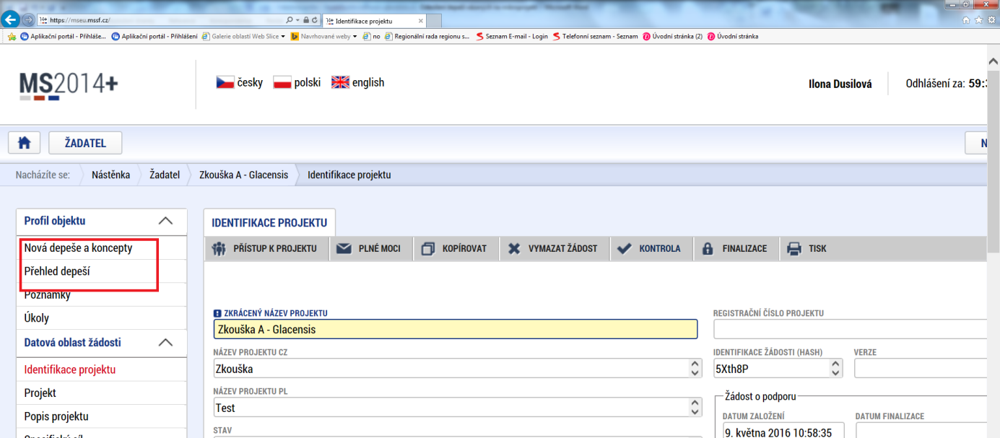 https://mseu.mssf.cz/
Identifikace projektu
Aplikační portál - Přihláše... Aplikační portál - Přihlášení Galerie oblastí Web Slice Navrhované weby no Regionální rada regionu s... Seznam E-mail - Login Telefonní seznam - Seznam Úvodní stránka (2) Úvodní stránka
MS2014+
česky polski english
Ilona Dusilová
Odhlášení za: 59:
ŽADATEL
N
Nacházíte se: Nástěnka Žadatel Zkouška A - Glacensis Identifikace projektu
Profil objektu
Nová depeše a koncepty
Přehled depeší
Poznámky
Úkoly
Datová oblast žádosti
Identifikace projektu
Projekt
Popis projektu
IDENTIFIKACE PROJEKTU
PŘÍSTUP K PROJEKTU PLNÉ MOCI KOPÍROVAT VYMAZAT ŽÁDOST KONTROLA FINALIZACE TISK
ZKRÁCENÝ NÁZEV PROJEKTU
Zkouška A - Glacensis
NÁZEV PROJEKTU CZ
Zkouška
NÁZEV PROJEKTU PL
Test
STAV
REGISTRAČNÍ ČÍSLO PROJEKTU
IDENTIFIKACE ŽÁDOSTI (HASH) VERZE
5Xth8P
Žádost o podporu
DATUM ZALOŽENÍ DATUM FINALIZACE
9. května 2016 10:58:35